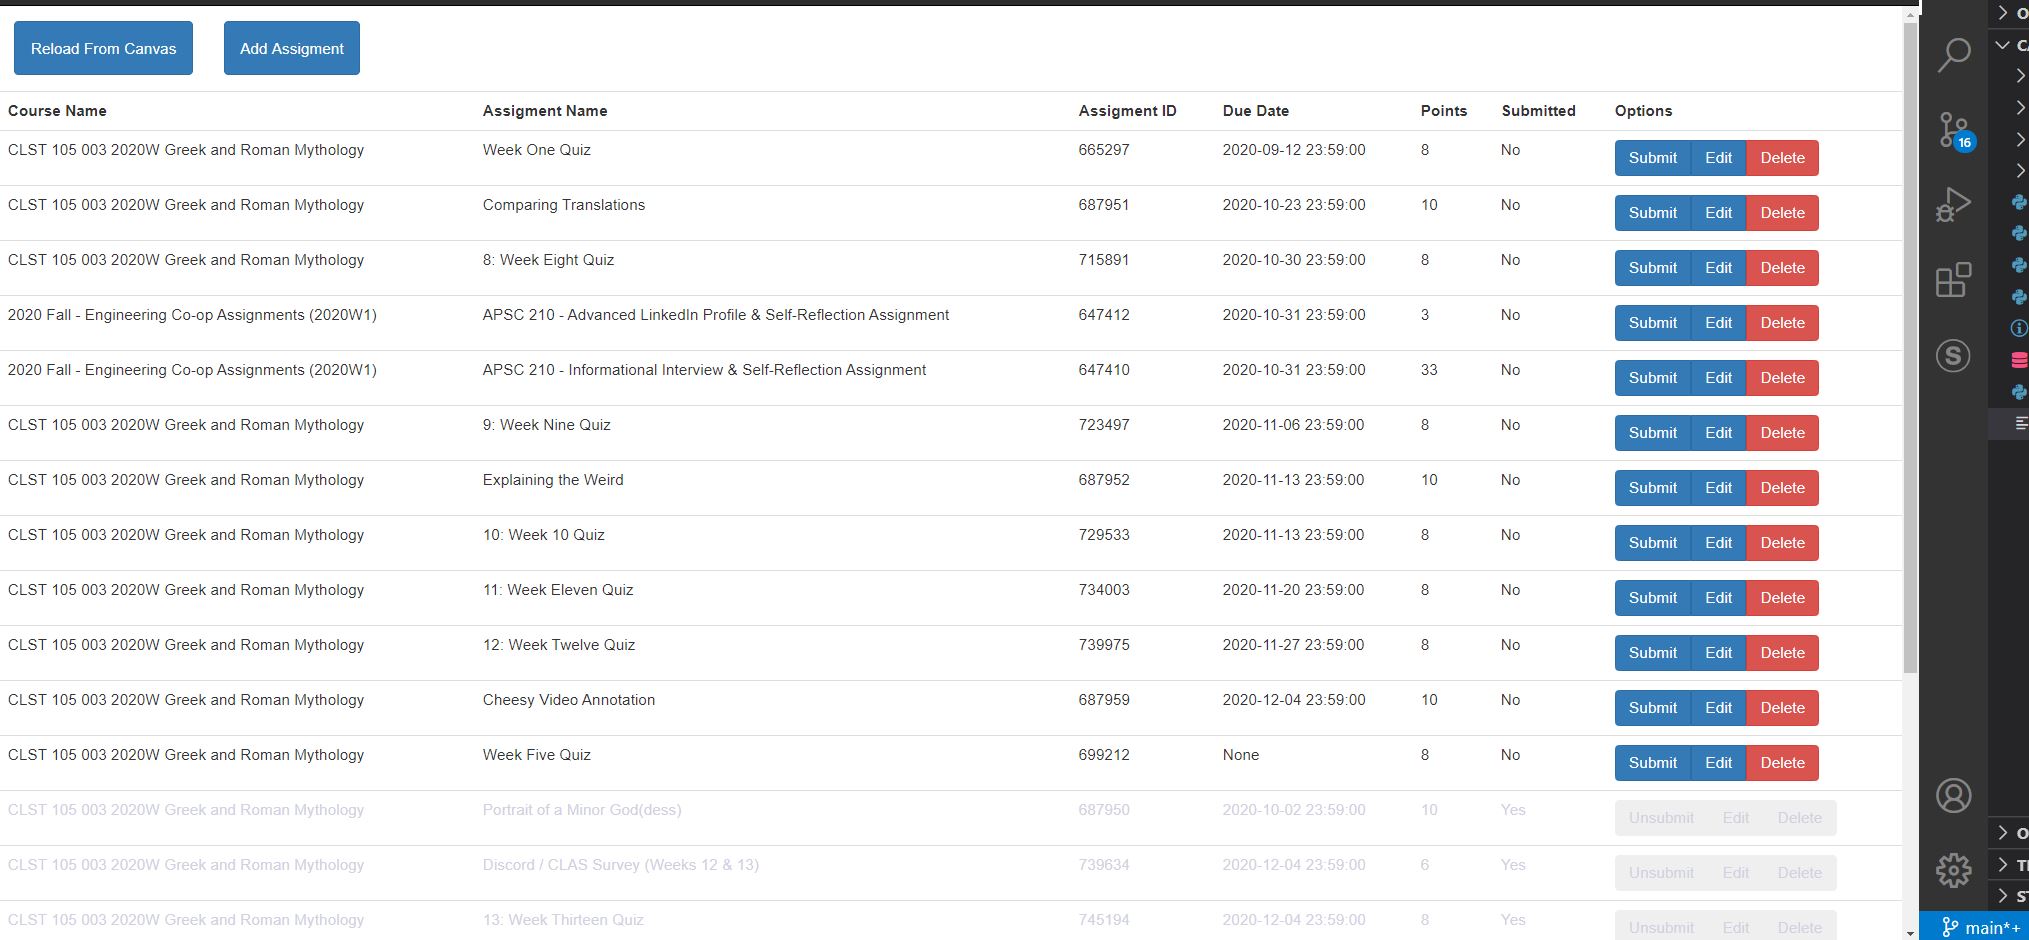 Reload From Canvas Add Assigment
Course Name Assigment Name Assigment ID Due Date Points Submitted Options
CLST 105 003 2020W Greek and Roman Mythology Week One Quiz 665297 2020-09-12 23:59:00 8 No Submit Edit Delete
CLST 105 003 2020W Greek and Roman Mythology Comparing Translations 687951 2020-10-23 23:59:00 10 No Submit Edit Delete
CLST 105 003 2020W Greek and Roman Mythology 8: Week Eight Quiz 715891 2020-10-30 23:59:00 8 No Submit Edit Delete
2020 Fall - Engineering Co-op Assignments (2020W1) APSC 210 - Advanced LinkedIn Profile & Self-Reflection Assignment 647412 2020-10-31 23:59:00 3 No Submit Edit Delete
2020 Fall - Engineering Co-op Assignments (2020W1) APSC 210 - Informational Interview & Self-Reflection Assignment 647410 2020-10-31 23:59:00 33 No Submit Edit Delete
CLST 105 003 2020W Greek and Roman Mythology 9: Week Nine Quiz 723497 2020-11-06 23:59:00 8 No Submit Edit Delete
CLST 105 003 2020W Greek and Roman Mythology Explaining the Weird 687952 2020-11-13 23:59:00 10 No Submit Edit Delete
CLST 105 003 2020W Greek and Roman Mythology 10: Week 10 Quiz 729533 2020-11-13 23:59:00 8 No Submit Edit Delete
CLST 105 003 2020W Greek and Roman Mythology 11: Week Eleven Quiz 734003 2020-11-20 23:59:00 8 No Submit Edit Delete
CLST 105 003 2020W Greek and Roman Mythology 12: Week Twelve Quiz 739975 2020-11-27 23:59:00 8 No Submit Edit Delete
CLST 105 003 2020W Greek and Roman Mythology Cheesy Video Annotation 687959 2020-12-04 23:59:00 10 No Submit Edit Delete
CLST 105 003 2020W Greek and Roman Mythology Week Five Quiz 699212 None 8 No Submit Edit Delete
CLST 105 003 2020W Greek and Roman Mythology Portrait of a Minor God(dess) 687950 2020-10-02 23:59:00 10 Yes Unsubmit Edit Delete
CLST 105 003 2020W Greek and Roman Mythology Discord / CLAS Survey (Weeks 12 & 13) 739634 2020-12-04 23:59:00 6 Yes Unsubmit Edit Delete
CLST 105 003 2020W Greek and Roman Mythology 13: Week Thirteen Quiz 745194 2020-12-04 23:59:00 8 Yes Unsubmit Edit Delete
16
S
main*+